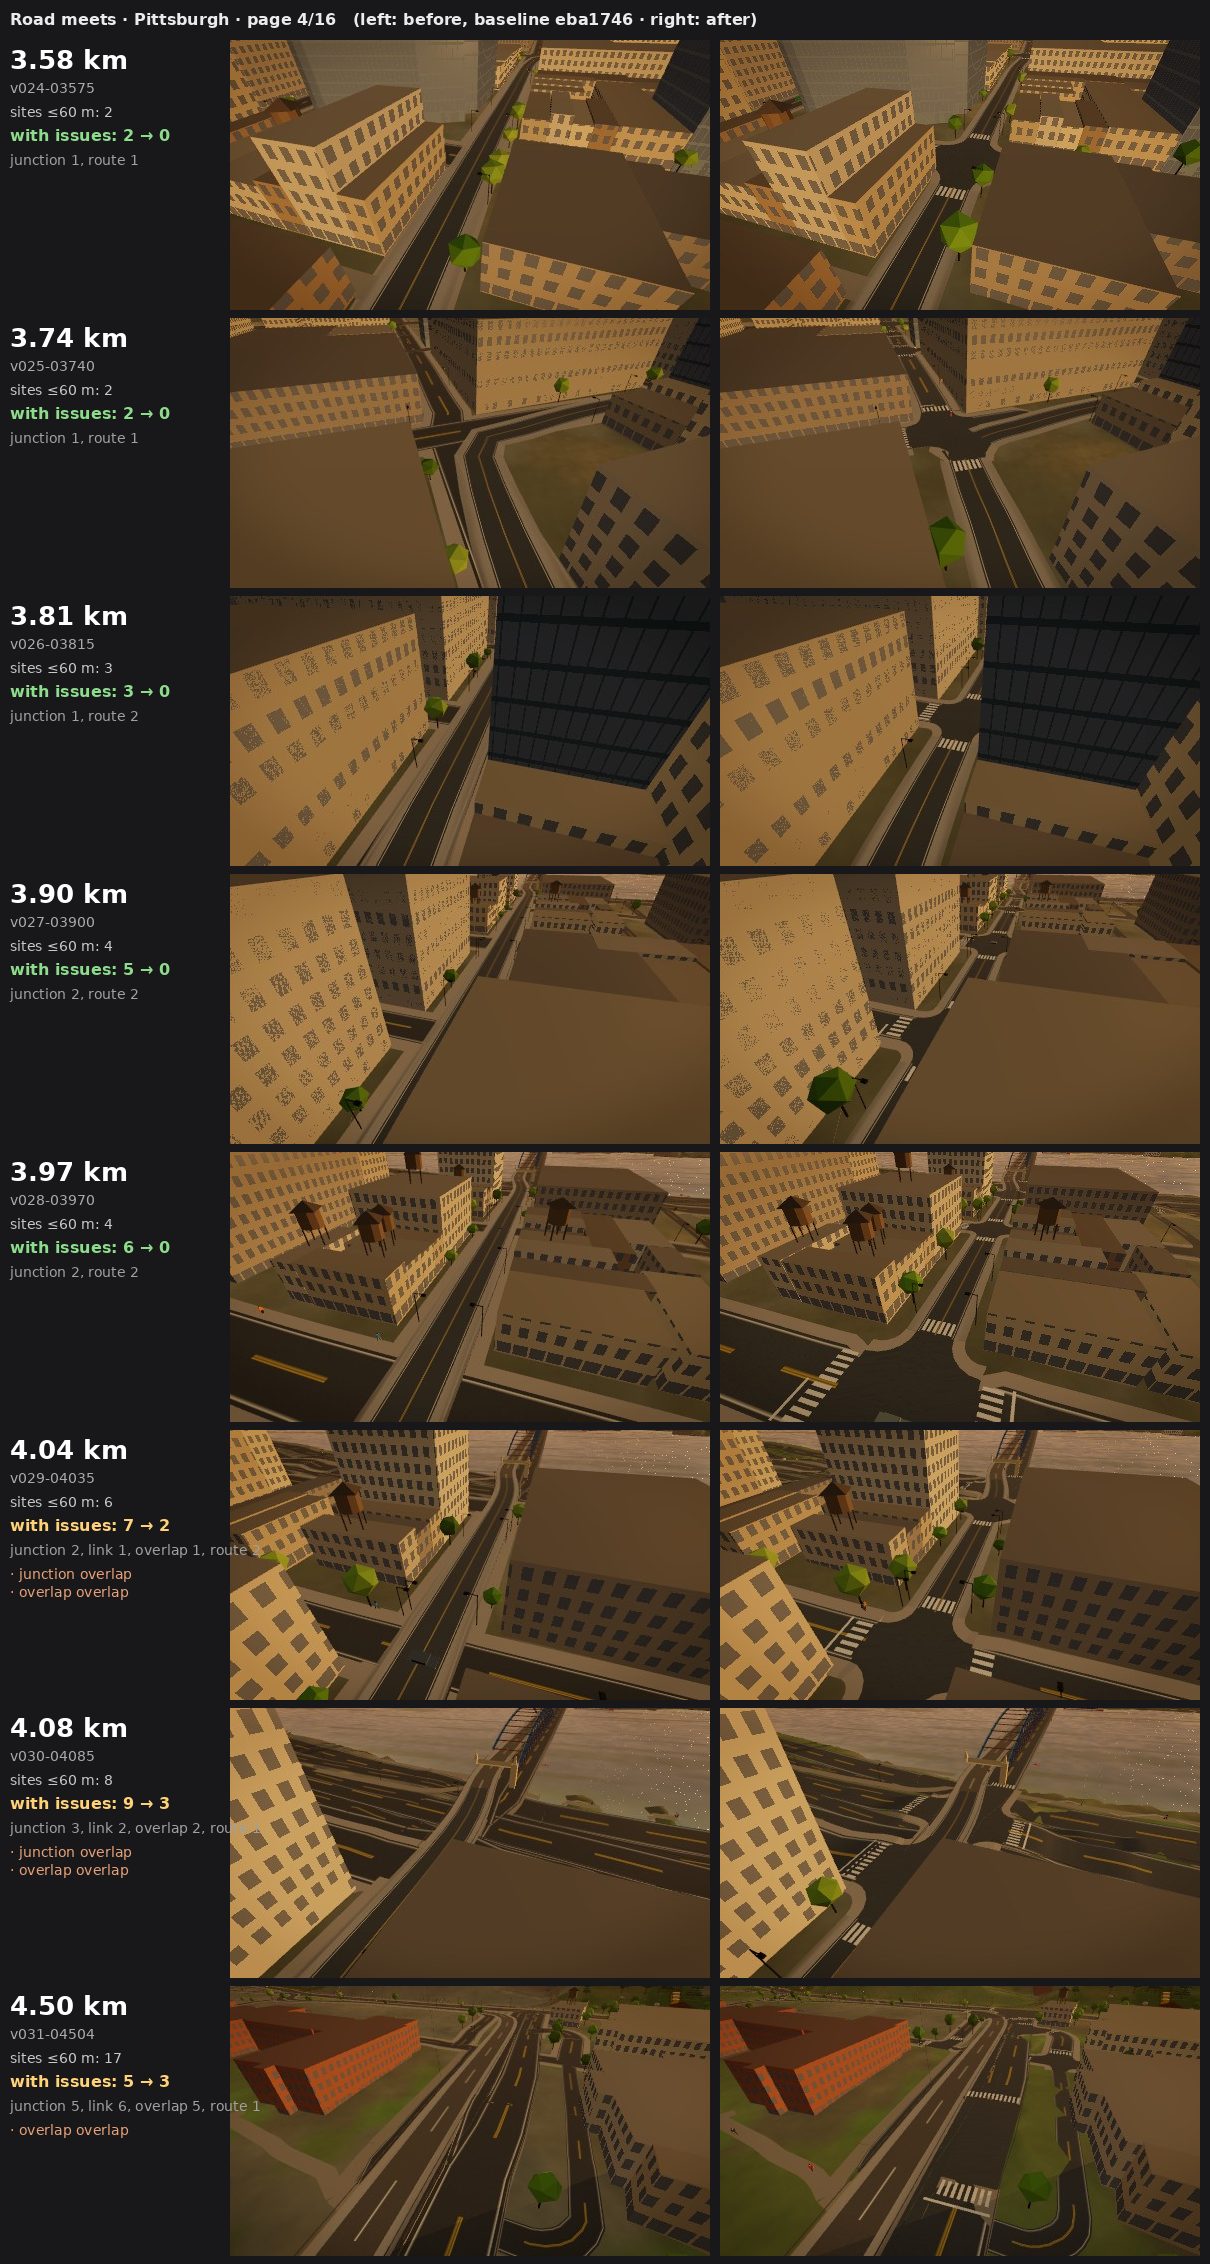 Road meets · Pittsburgh · page 4/16 (left: before, baseline eba1746 · right: after)
3.58 km
v024-03575
sites ≤60 m: 2
with issues: 2 → 0
junction 1, route 1
3.74 km
v025-03740
sites ≤60 m: 2
with issues: 2 → 0
junction 1, route 1
3.81 km
v026-03815
sites ≤60 m: 3
with issues: 3 → 0
junction 1, route 2
3.90 km
v027-03900
sites ≤60 m: 4
with issues: 5 → 0
junction 2, route 2
3.97 km
v028-03970
sites ≤60 m: 4
with issues: 6 → 0
junction 2, route 2
4.04 km
v029-04035
sites ≤60 m: 6
with issues: 7 → 2
junction 2, link 1, overlap 1, route
· junction overlap
· overlap overlap
4.08 km
v030-04085
sites ≤60 m: 8
with issues: 9 → 3
junction 3, link 2, overlap 2, route
· junction overlap
· overlap overlap
4.50 km
v031-04504
sites ≤60 m: 17
with issues: 5 → 3
junction 5, link 6, overlap 5, route 1
· overlap overlap